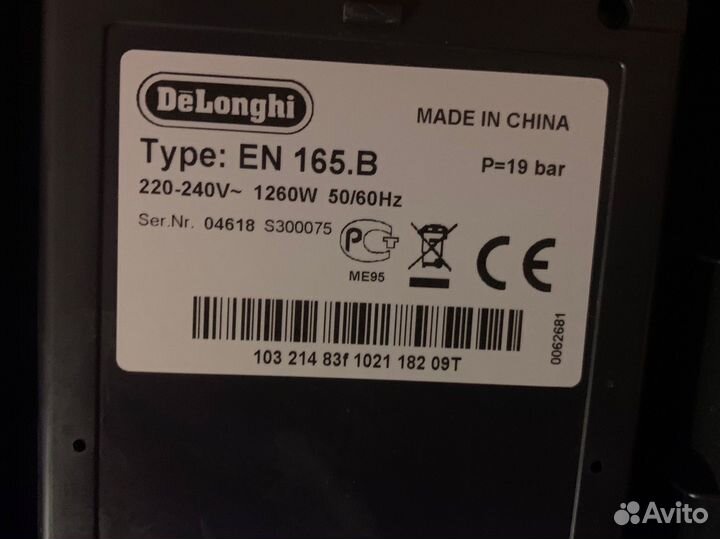 DeLonghi
MADE IN CHINA
Type: EN 165.B
P=19 bar
220-240V~ 1260W 50/60Hz
Ser.Nr. 04618 S300075
РСТ
ME95
CE
0062681
103 214 83f 1021 182 09T
Avito